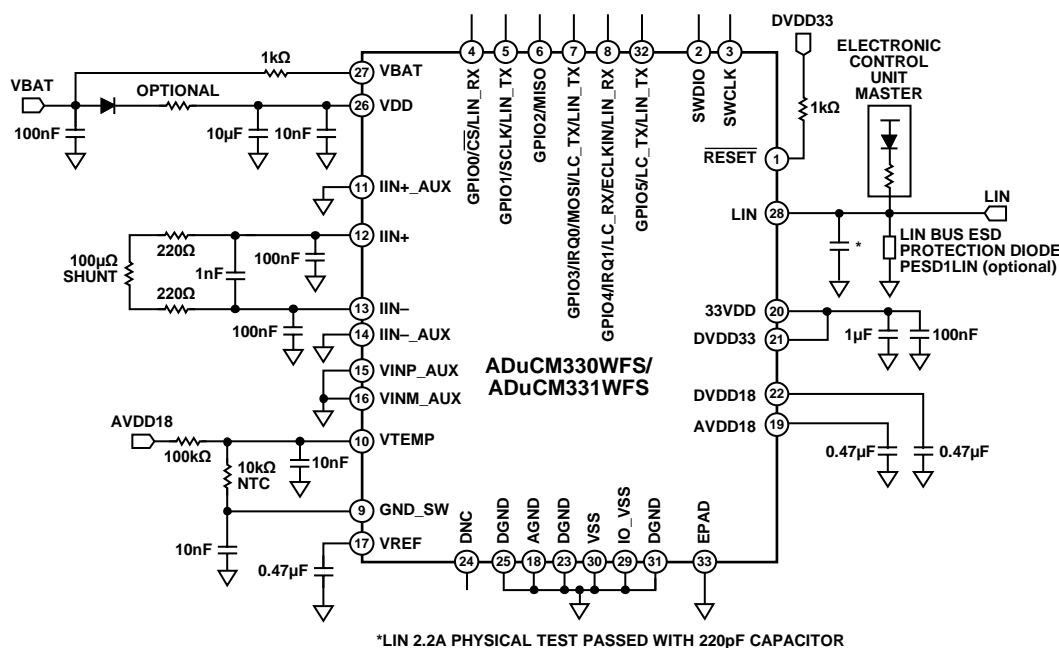 DVDD33
4
5
6
7
8
32
2
3
GPIO0/CS/LIN_RX
GPIO1/SCLK/LIN_TX
GPIO2/MISO
GPIO3/IRQ0/MOSI/LC_TX/LIN_TX
GPIO4/IRQ1/LC_RX/ECLKIN/LIN_RX
GPIO5/LC_TX/LIN_TX
SWDIO
SWCLK
ELECTRONIC
CONTROL
UNIT
MASTER
1kΩ
27
VBAT
VBAT
OPTIONAL
26
VDD
100nF
10µF
10nF
1kΩ
RESET
1
11
IIN+_AUX
LIN
28
LIN
12
IIN+
220Ω
100µΩ
SHUNT
1nF
100nF
220Ω
*
LIN BUS ESD
PROTECTION DIODE
PESD1LIN (optional)
13
IIN–
100nF
14
IIN–_AUX
33VDD
20
DVDD33
21
1µF
100nF
15
VINP_AUX
16
VINM_AUX
ADuCM330WFS/
ADuCM331WFS
DVDD18
22
AVDD18
19
0.47µF
0.47µF
AVDD18
100kΩ
10
VTEMP
10kΩ
NTC
10nF
9
GND_SW
10nF
17
VREF
0.47µF
DNC
DGND
AGND
DGND
VSS
IO_VSS
DGND
EPAD
24
25
18
23
30
29
31
33
*LIN 2.2A PHYSICAL TEST PASSED WITH 220pF CAPACITOR